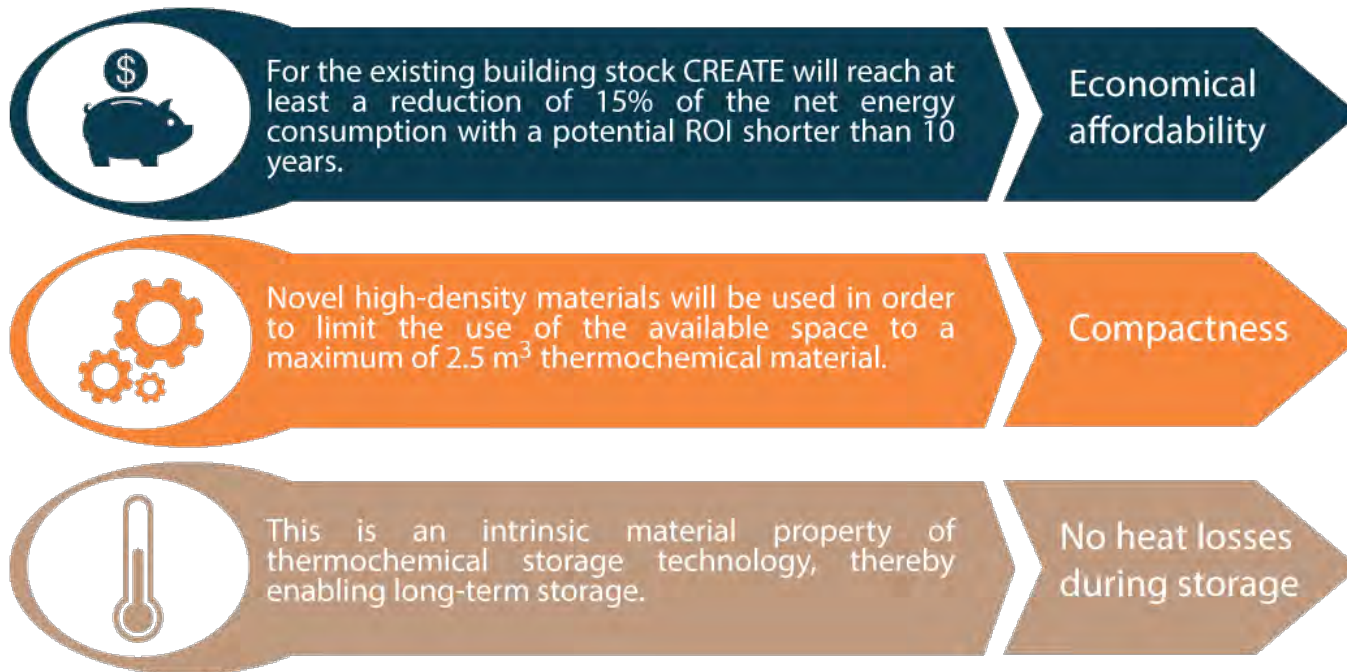 $
For the existing building stock CREATE will reach at
least a reduction of 15% of the net energy
consumption with a potential ROI shorter than 10
years.
Economical
affordability
Novel high-density materials will be used in order
to limit the use of the available space to a
maximum of 2.5 m³ thermochemical material.
Compactness
This is an intrinsic material property of
thermochemical storage technology, thereby
enabling long-term storage.
No heat losses
during storage